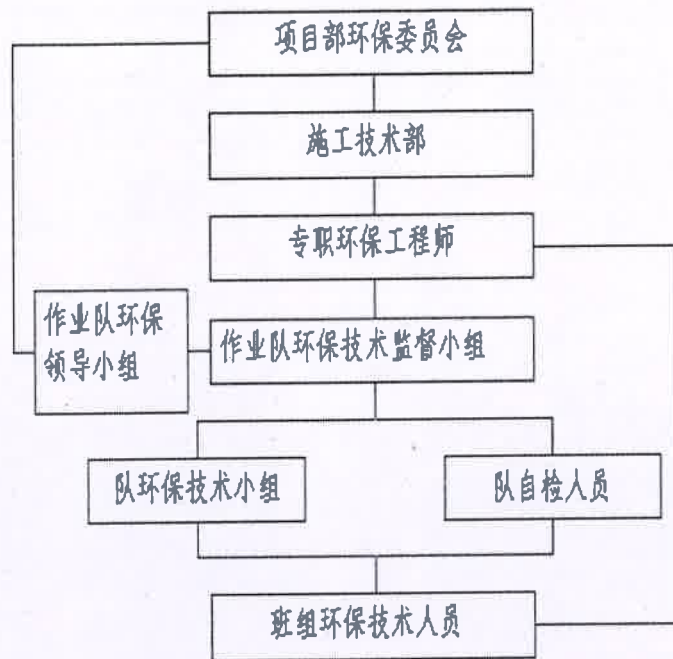 项目部环保委员会
施工技术部
专职环保工程师
作业队环保
领导小组
作业队环保技术监督小组
队环保技术小组
队自检人员
班组环保技术人员